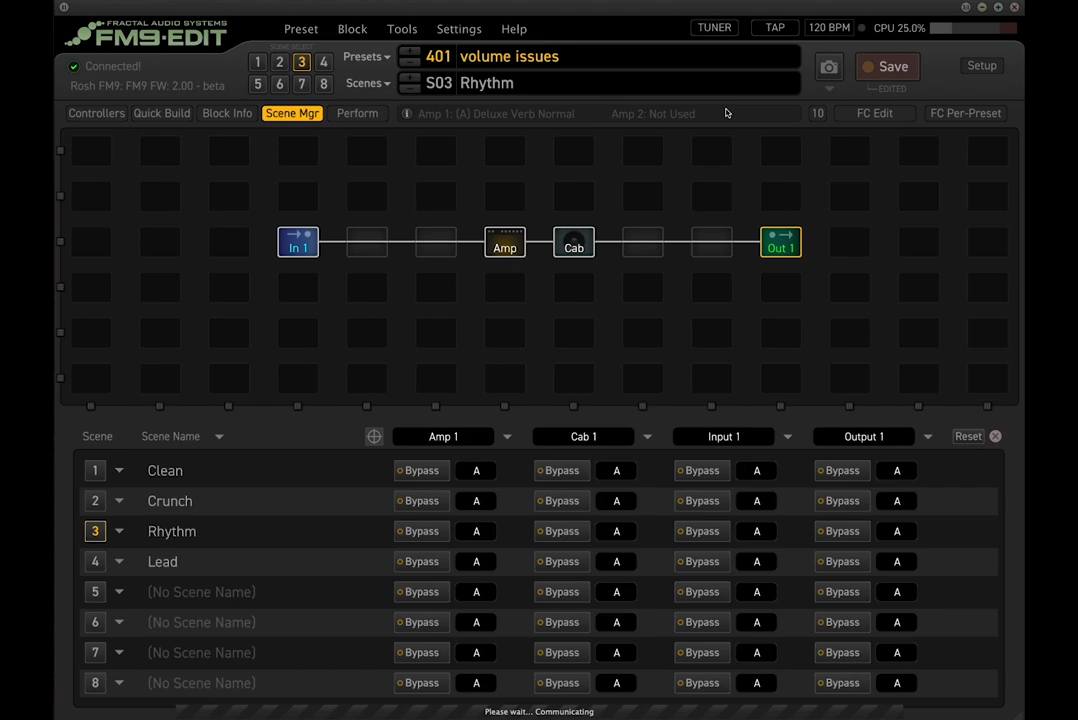 FRACTAL AUDIO SYSTEMS
FM9-EDIT
Preset Block Tools Settings Help
TUNER TAP 120 BPM CPU 25.0%
SCENE SELECT
1 2 3 4
5 6 7 8
Presets 401 volume issues
Scenes S03 Rhythm
Connected!
Rosh FM9: FM9 FW: 2.00 - beta
Save
EDITED
Setup
Controllers Quick Build Block Info Scene Mgr Perform
Amp 1: (A) Deluxe Verb Normal Amp 2: Not Used
10 FC Edit FC Per-Preset
In 1 Amp Cab Out 1
Scene Scene Name Amp 1 Cab 1 Input 1 Output 1 Reset
1 Clean Bypass A Bypass A Bypass A Bypass A
2 Crunch Bypass A Bypass A Bypass A Bypass A
3 Rhythm Bypass A Bypass A Bypass A Bypass A
4 Lead Bypass A Bypass A Bypass A Bypass A
5 (No Scene Name) Bypass A Bypass A Bypass A Bypass A
6 (No Scene Name) Bypass A Bypass A Bypass A Bypass A
7 (No Scene Name) Bypass A Bypass A Bypass A Bypass A
8 (No Scene Name) Bypass A Bypass A Bypass A Bypass A
Please wait... Communicating